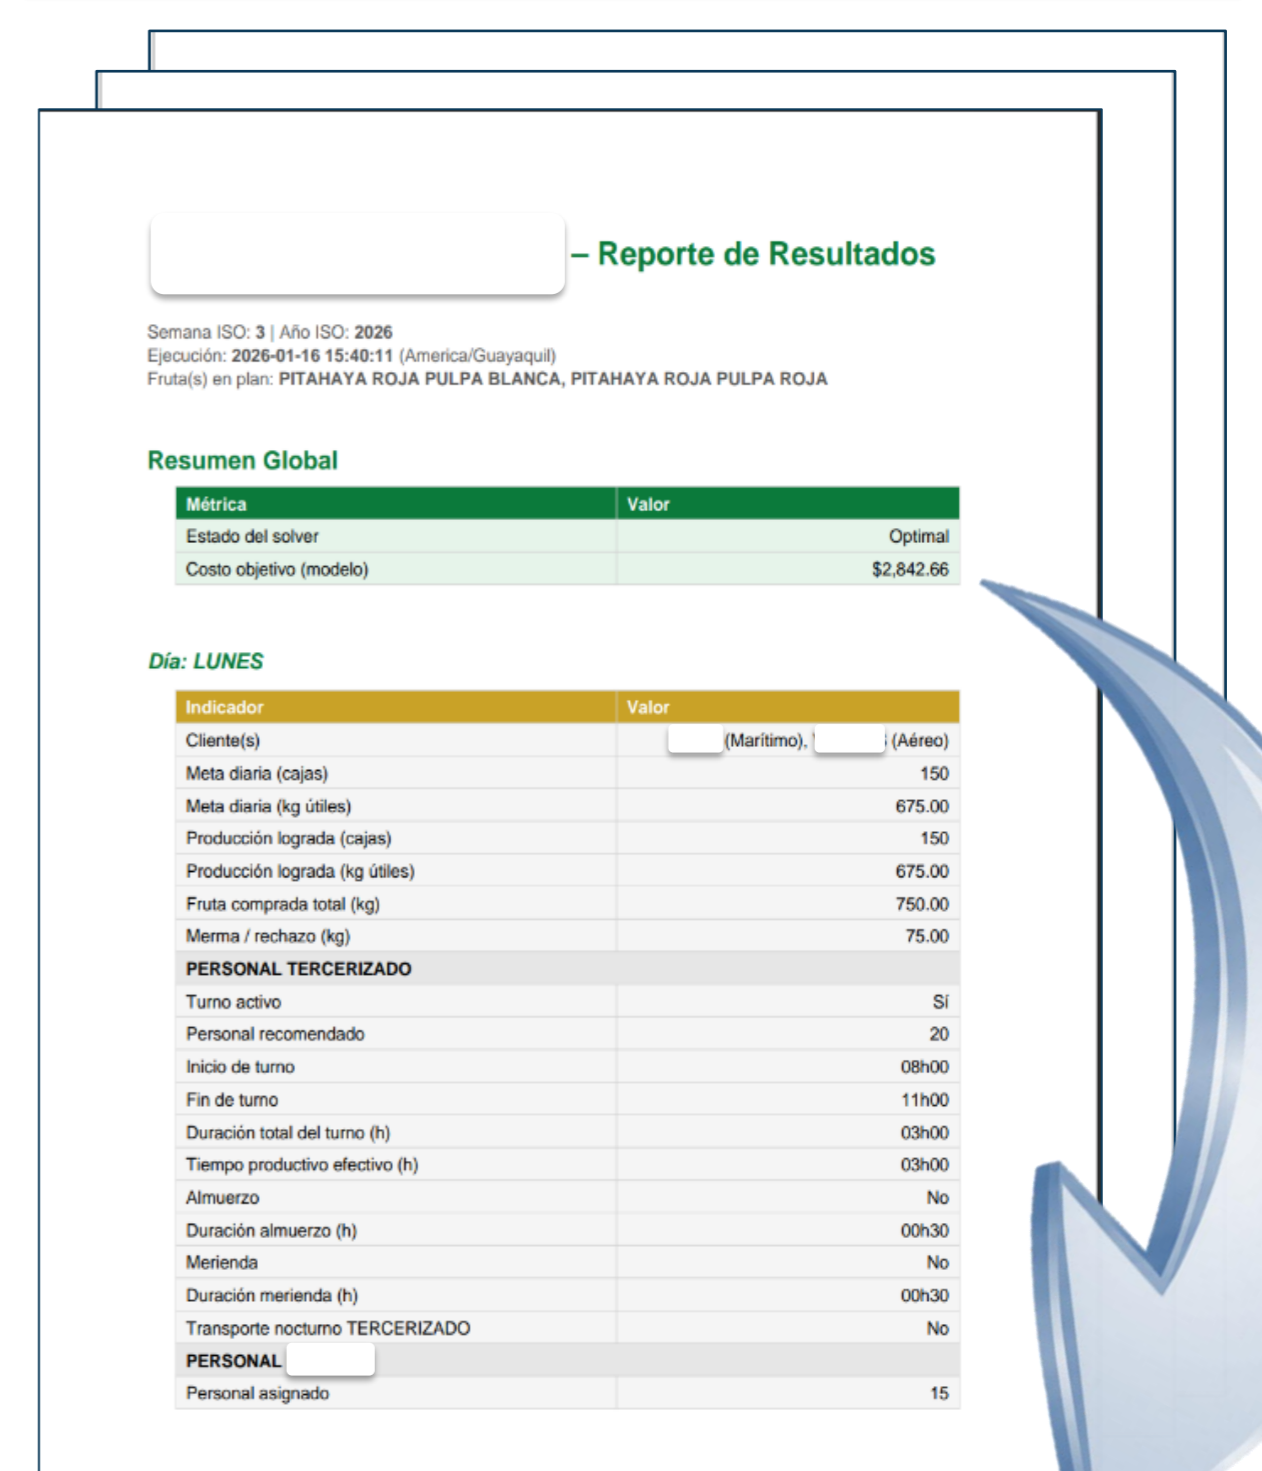 – Reporte de Resultados
Semana ISO: 3 | Año ISO: 2026
Ejecución: 2026-01-16 15:40:11 (America/Guayaquil)
Fruta(s) en plan: PITAHAYA ROJA PULPA BLANCA, PITAHAYA ROJA PULPA ROJA
Resumen Global
Métrica Valor
Estado del solver Optimal
Costo objetivo (modelo) $2,842.66
Día: LUNES
Indicador Valor
Cliente(s) (Marítimo), (Aéreo)
Meta diaria (cajas) 150
Meta diaria (kg útiles) 675.00
Producción lograda (cajas) 150
Producción lograda (kg útiles) 675.00
Fruta comprada total (kg) 750.00
Merma / rechazo (kg) 75.00
PERSONAL TERCERIZADO
Turno activo Sí
Personal recomendado 20
Inicio de turno 08h00
Fin de turno 11h00
Duración total del turno (h) 03h00
Tiempo productivo efectivo (h) 03h00
Almuerzo No
Duración almuerzo (h) 00h30
Merienda No
Duración merienda (h) 00h30
Transporte nocturno TERCERIZADO No
PERSONAL
Personal asignado 15